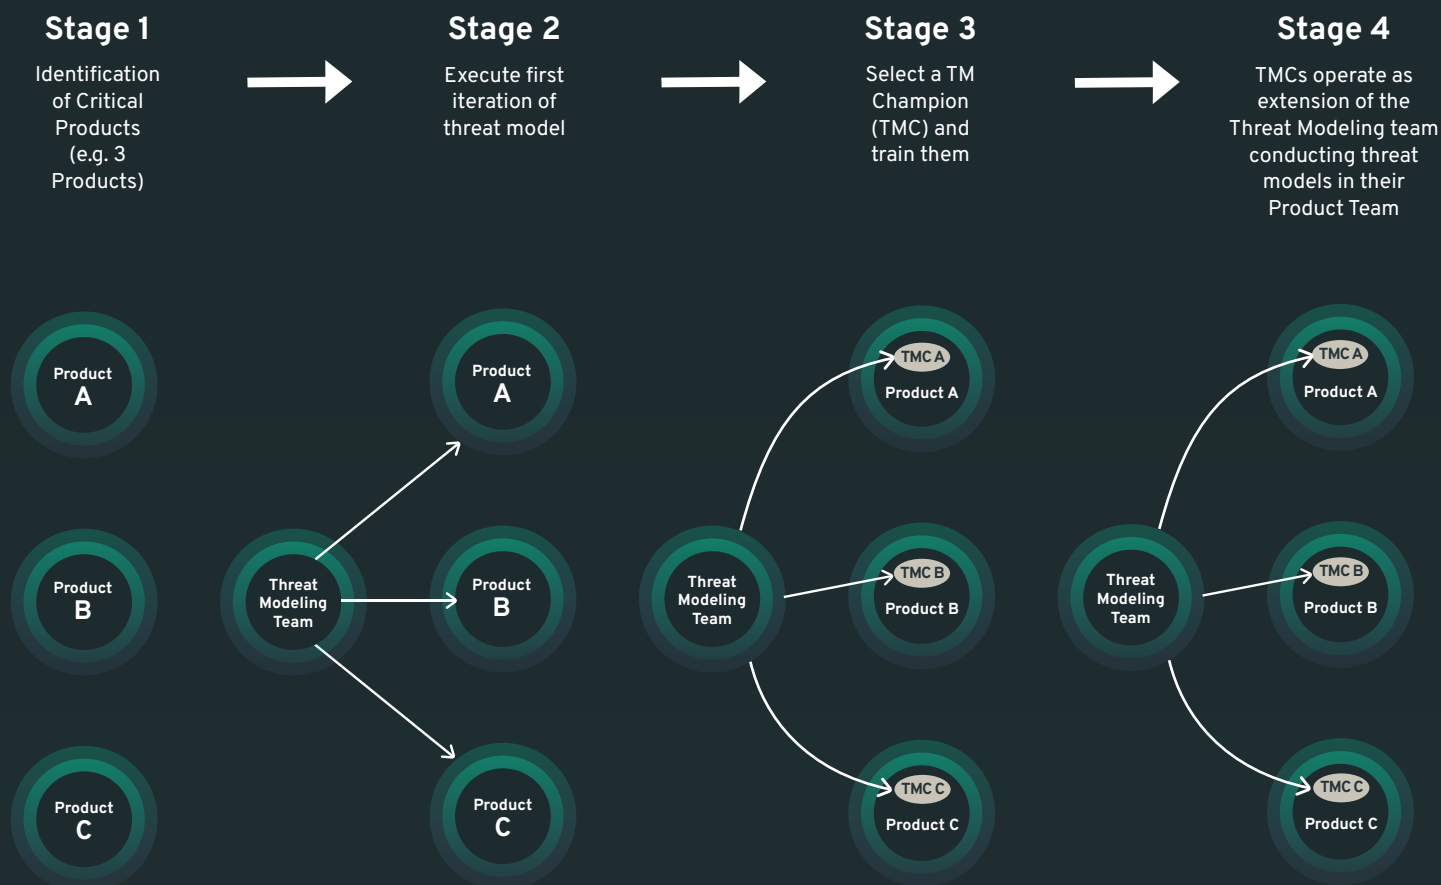 Stage 1
Identification
of Critical
Products
(e.g. 3
Products)
Stage 2
Execute first
iteration of
threat model
Stage 3
Select a TM
Champion
(TMC) and
train them
Stage 4
TMCs operate as
extension of the
Threat Modeling team
conducting threat
models in their
Product Team
Product
A
Product
B
Product
C
Threat
Modeling
Team
Product
A
Product
B
Product
C
Threat
Modeling
Team
TMC A
Product A
TMC B
Product B
TMC C
Product C
Threat
Modeling
Team
TMC A
Product A
TMC B
Product B
TMC C
Product C